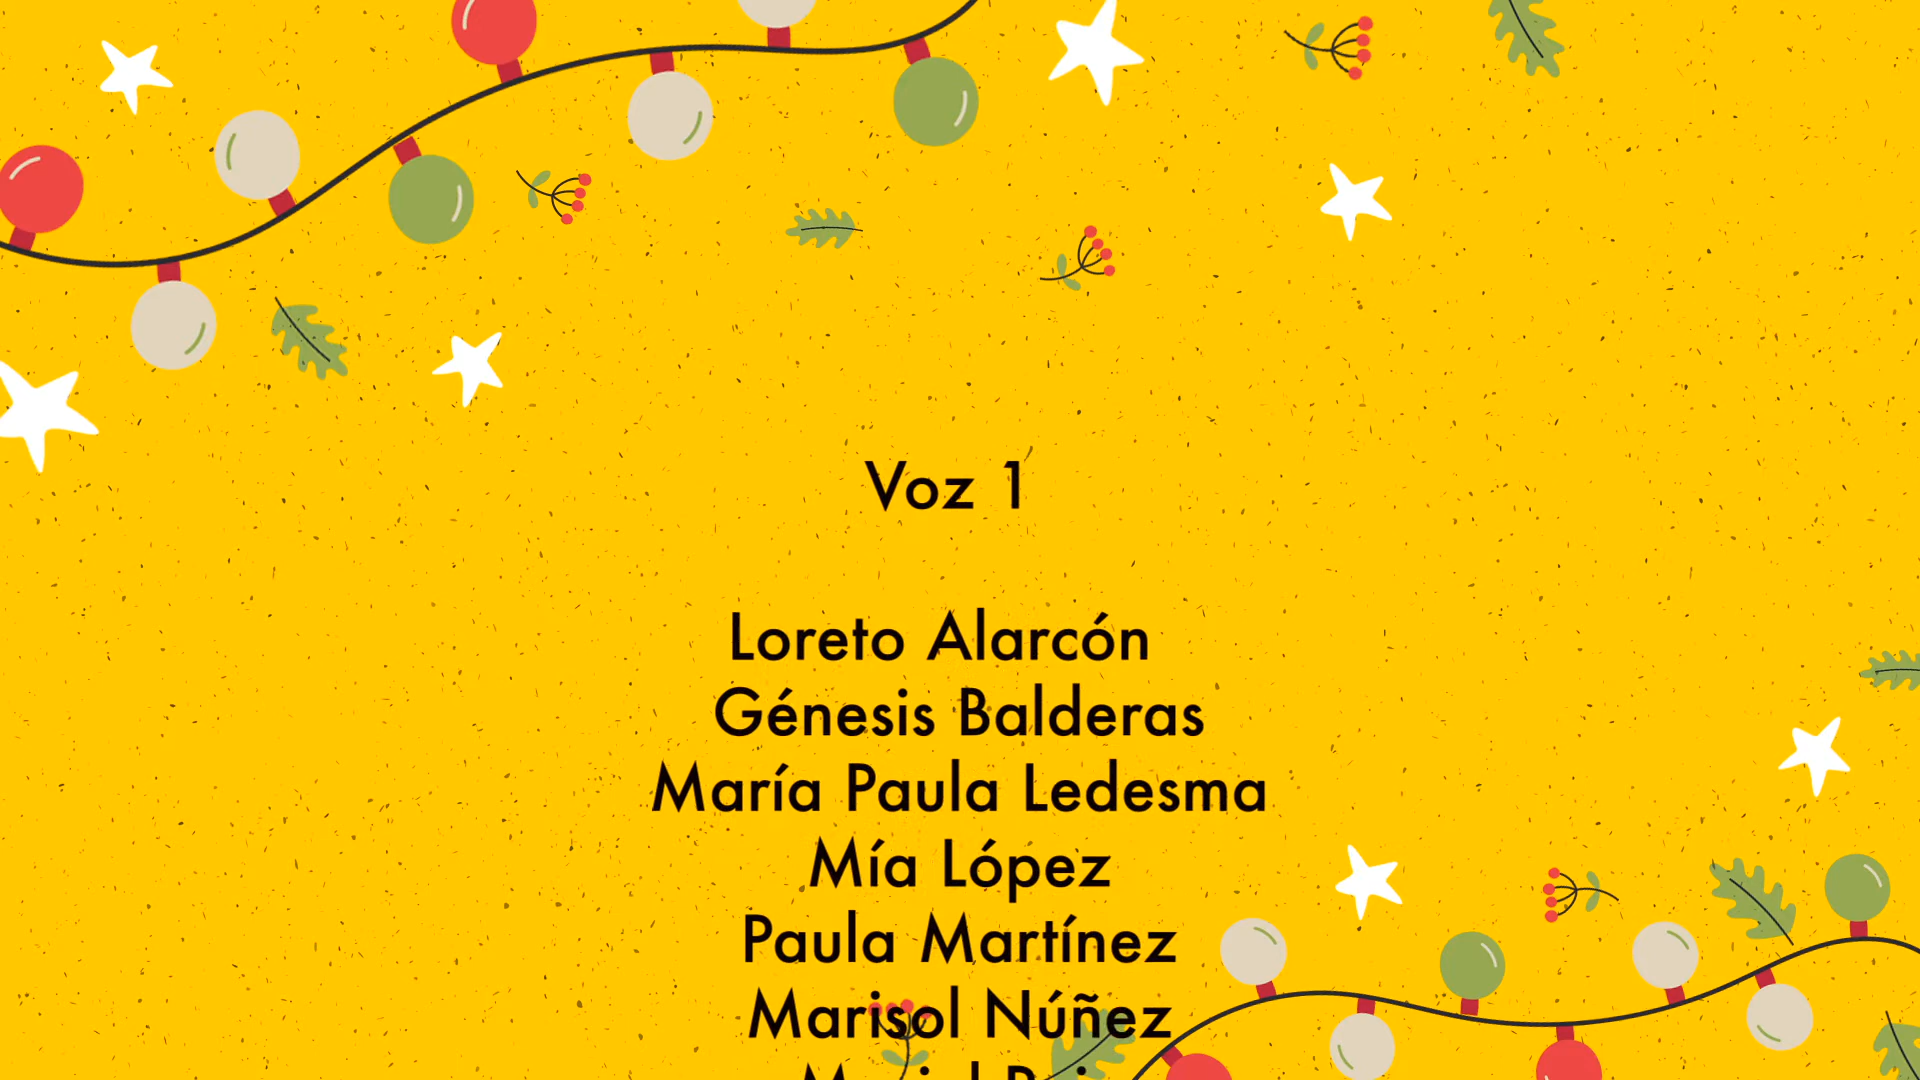 Voz 1
Loreto Alarcón
Génesis Balderas
María Paula Ledesma
Mía López
Paula Martínez
Marisol Núñez